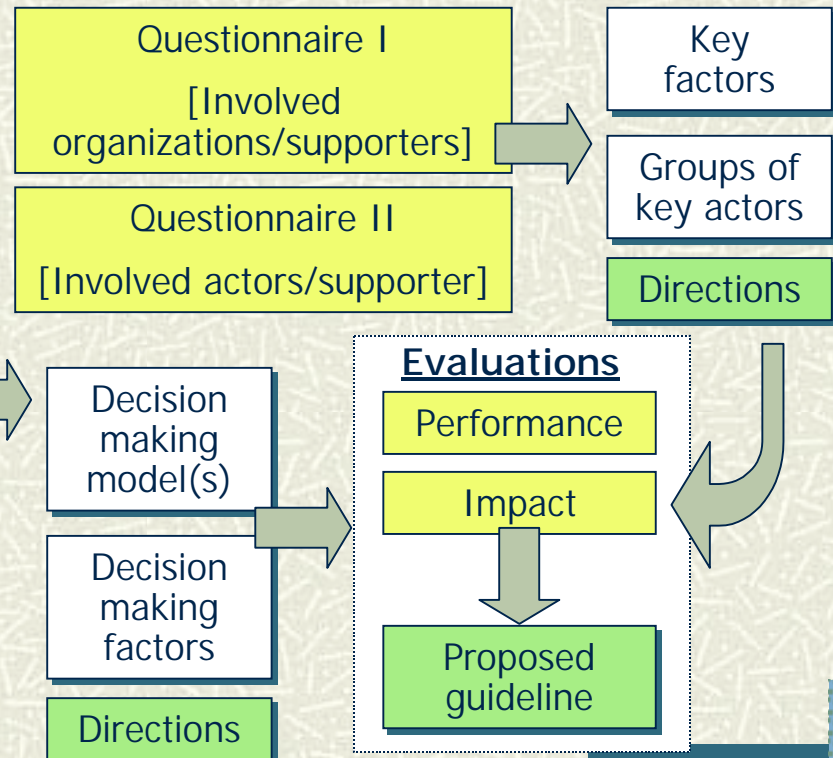 Questionnaire I
[Involved
organizations/supporters]
Key
factors
Groups of
key actors
Questionnaire II
[Involved actors/supporter]
Directions
Decision
making
model(s)
Decision
making
factors
Directions
Evaluations
Performance
Impact
Proposed
guideline